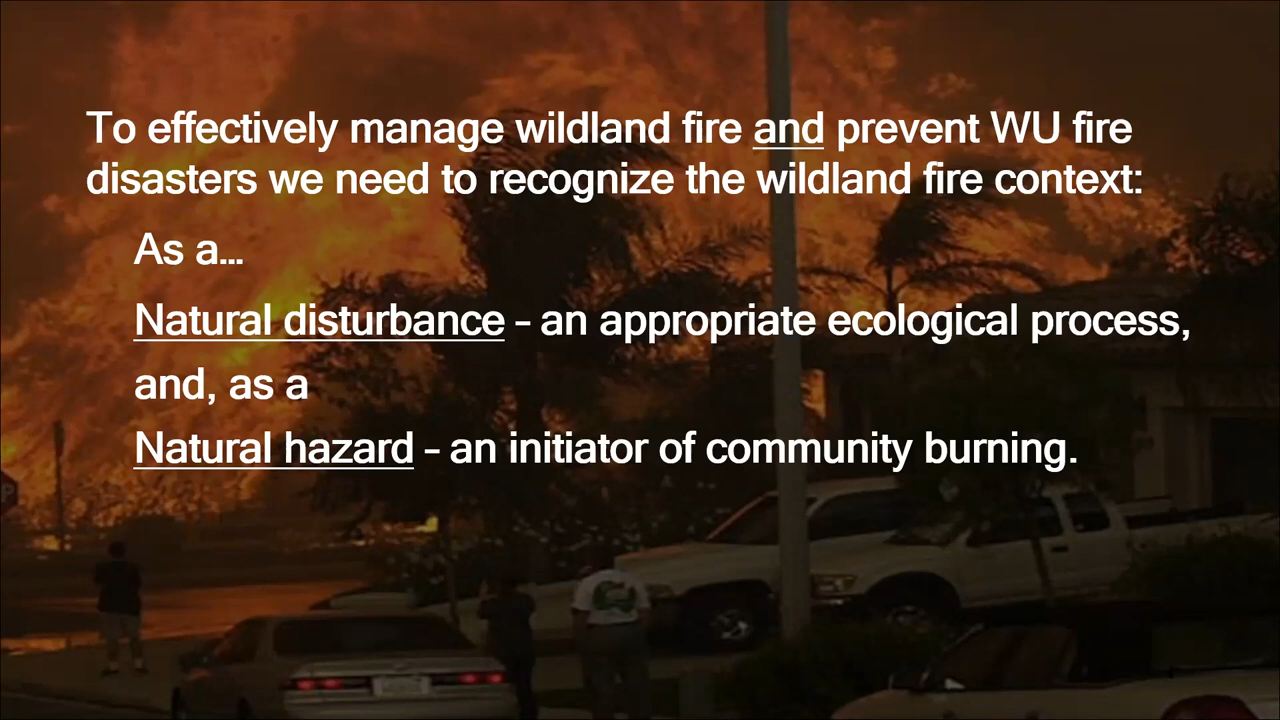 To effectively manage wildland fire and prevent WU fire
disasters we need to recognize the wildland fire context:
As a...
Natural disturbance – an appropriate ecological process,
and, as a
Natural hazard – an initiator of community burning.